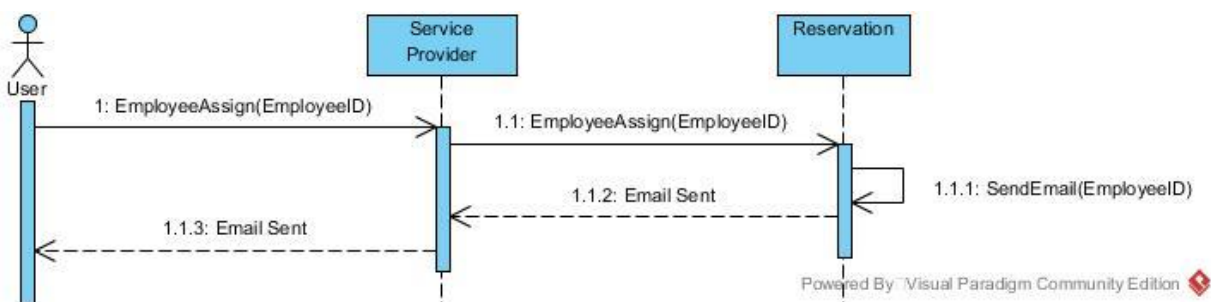 Service
Provider
Reservation
User
1: EmployeeAssign(EmployeeID)
1.1: EmployeeAssign(EmployeeID)
1.1.1: SendEmail(EmployeeID)
1.1.2: Email Sent
1.1.3: Email Sent
Powered By Visual Paradigm Community Edition